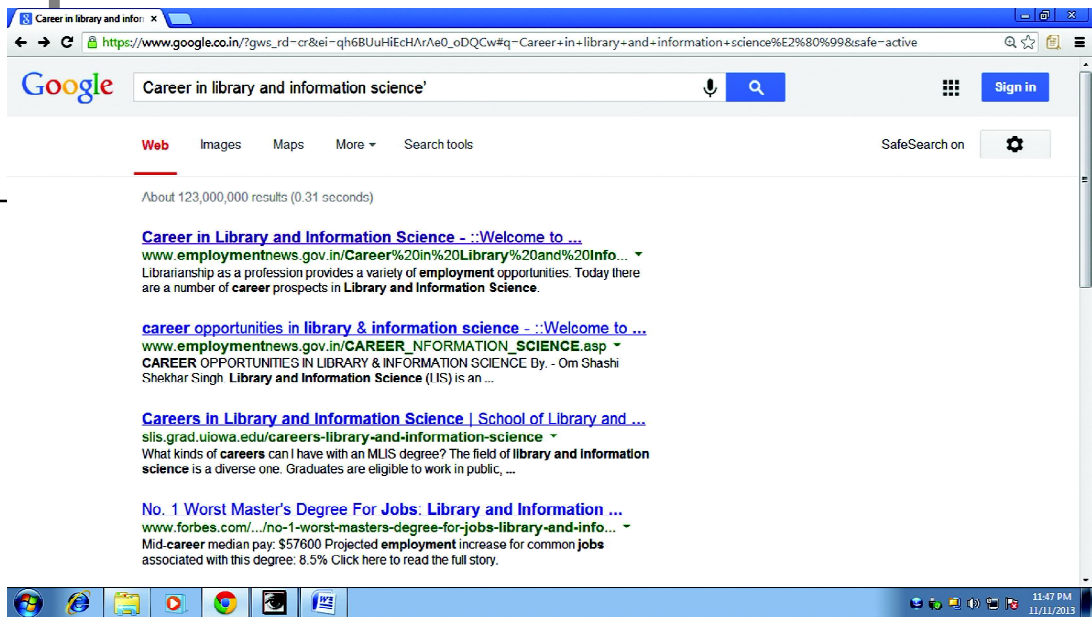 Career in library and infor
https://www.google.co.in/?gws_rd=cr&ei=qh6BUuHiEcHArAe0_oDQCw#q=Career+in+library+and+information+science%E2%80%99&safe=active
Google
Career in library and information science’
Sign in
Web Images Maps More Search tools SafeSearch on
About 123,000,000 results (0.31 seconds)
Career in Library and Information Science - ::Welcome to ...
www.employmentnews.gov.in/Career%20in%20Library%20and%20Info...
Librarianship as a profession provides a variety of employment opportunities. Today there
are a number of career prospects in Library and Information Science.
career opportunities in library & information science - ::Welcome to ...
www.employmentnews.gov.in/CAREER_NFORMATION_SCIENCE.asp
CAREER OPPORTUNITIES IN LIBRARY & INFORMATION SCIENCE By. - Om Shashi
Shekhar Singh. Library and Information Science (LIS) is an ...
Careers in Library and Information Science | School of Library and ...
slis.grad.uiowa.edu/careers-library-and-information-science
What kinds of careers can I have with an MLIS degree? The field of library and information
science is a diverse one. Graduates are eligible to work in public, ...
No. 1 Worst Master's Degree For Jobs: Library and Information ...
www.forbes.com/.../no-1-worst-masters-degree-for-jobs-library-and-info...
Mid-career median pay: $57600 Projected employment increase for common jobs
associated with this degree: 8.5% Click here to read the full story.
11:47 PM
11/11/2013